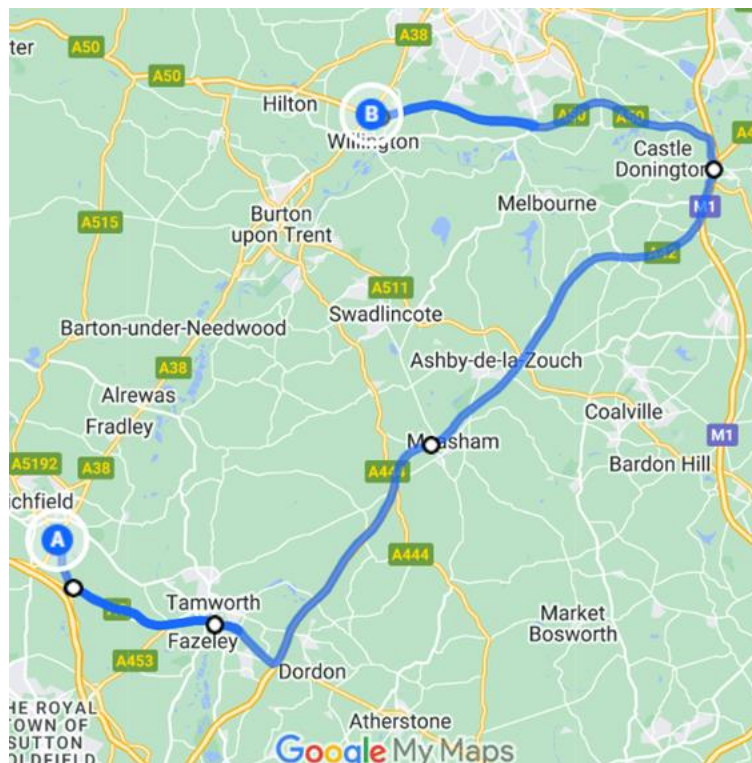 ter
A50
A38
A50
Hilton
B
Willington
A50
A50
Castle
Donington
M1
A515
Burton
upon Trent
Melbourne
A42
A511
Swadlincote
Barton-under-Needwood
A38
Ashby-de-la-Zouch
Alrewas
Fradley
Coalville
Measham
M1
A5192
A38
A444
Bardon Hill
ichfield
A
A444
Tamworth
Fazeley
Market
Bosworth
A453
Dordon
HE ROYAL
TOWN OF
SUTTON
OLDFIELD
Atherstone
Google My Maps